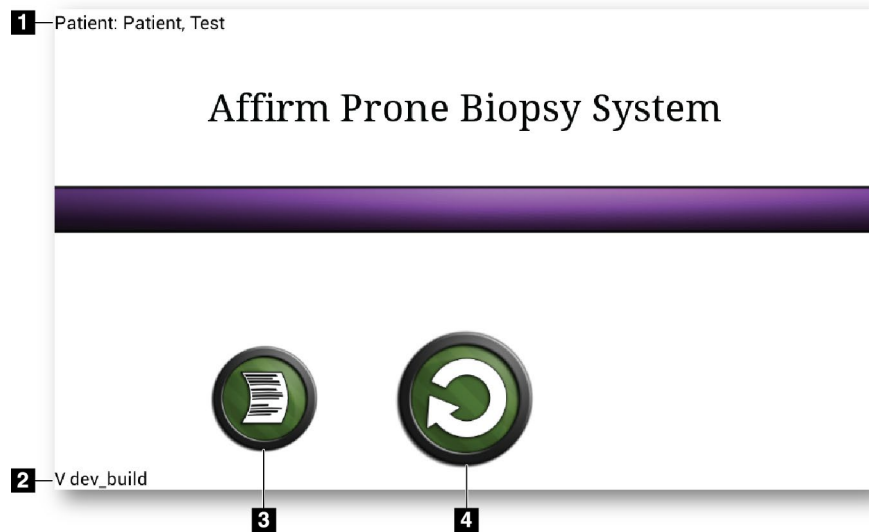 1 Patient: Patient, Test
Affirm Prone Biopsy System
2 V dev_build
3 4